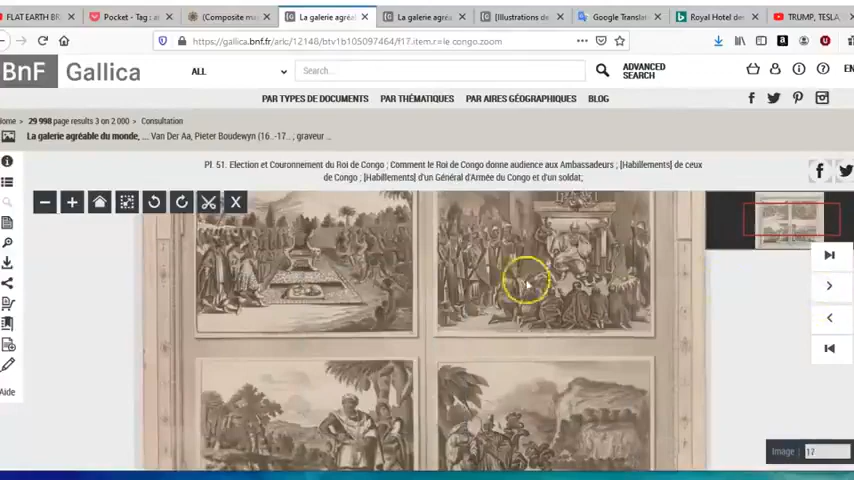 FLAT EARTH BR
Pocket - Tag : at
(Composite m
La galerie agréal
La galerie agréa
[Illustrations de
Google Translat
Royal Hotel de
TRUMP, TESLA
https://gallica.bnf.fr/arlc/12148/btv1b105097464/f17.item.r=le congo.zoom
BnF Gallica
ALL
Search...
ADVANCED
SEARCH
EN
PAR TYPES DE DOCUMENTS
PAR THÉMATIQUES
PAR AIRES GÉOGRAPHIQUES
BLOG
Home › 29 998 page results 3 on 2 000 › Consultation
La galerie agréable du monde, .... Van Der Aa, Pieter Boudewyn (16..-17.. , graveur ..
Pl. 51. Election et Couronnement du Roi de Congo ; Comment le Roi de Congo donne audience aux Ambassadeurs ; [Habillements] de ceux
de Congo ; [Habillements] d'un Général d'Armée du Congo et d'un soldat;
Aide
Image : 17